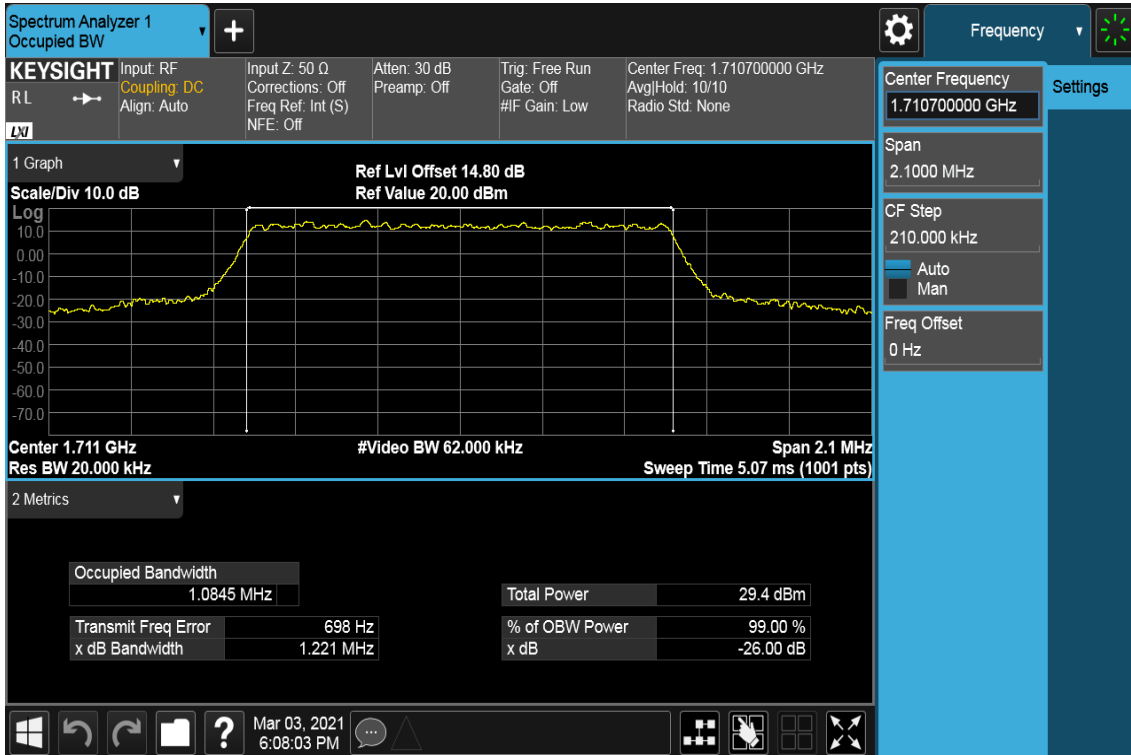 Spectrum Analyzer 1
Occupied BW
+
Frequency
KEYSIGHT
R L
LXI
Input: RF
Coupling: DC
Align: Auto
Input Z: 50 Ω
Corrections: Off
Freq Ref: Int (S)
NFE: Off
Atten: 30 dB
Preamp: Off
Trig: Free Run
Gate: Off
#IF Gain: Low
Center Freq: 1.710700000 GHz
Avg|Hold: 10/10
Radio Std: None
Center Frequency
1.710700000 GHz
Settings
Span
2.1000 MHz
CF Step
210.000 kHz
Auto
Man
Freq Offset
0 Hz
1 Graph
Scale/Div 10.0 dB
Ref Lvl Offset 14.80 dB
Ref Value 20.00 dBm
Log
10.0
0.00
-10.0
-20.0
-30.0
-40.0
-50.0
-60.0
-70.0
Center 1.711 GHz
#Video BW 62.000 kHz
Span 2.1 MHz
Res BW 20.000 kHz
Sweep Time 5.07 ms (1001 pts)
2 Metrics
Occupied Bandwidth
1.0845 MHz
Total Power 29.4 dBm
Transmit Freq Error 698 Hz
% of OBW Power 99.00 %
x dB Bandwidth 1.221 MHz
x dB -26.00 dB
?
Mar 03, 2021
6:08:03 PM